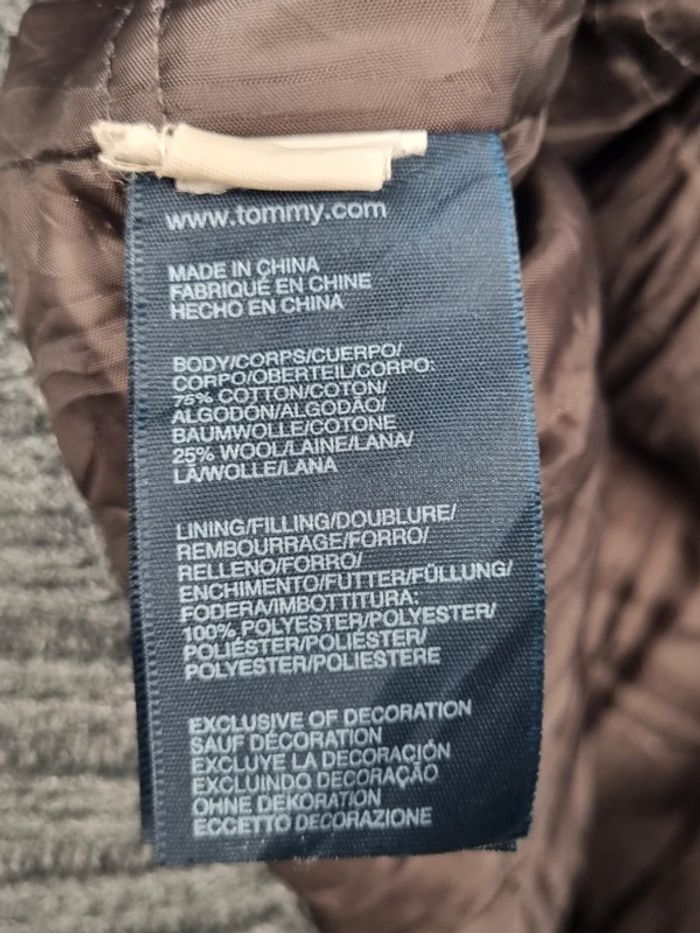 www.tommy.com
MADE IN CHINA
FABRIQUÉ EN CHINE
HECHO EN CHINA
BODY/CORPS/CUERPO/
CORPO/OBERTEIL/CORPO:
75% COTTON/COTON/
ALGODÓN/ALGODÃO/
BAUMWOLLE/COTONE
25% WOOL/LAINE/LANA/
LÃ/WOLLE/LANA
LINING/FILLING/DOUBLURE/
REMBOURRAGE/FORRO/
RELLENO/FORRO/
ENCHIMENTO/FUTTER/FÜLLUNG/
FODERA/IMBOTTITURA:
100% POLYESTER/POLYESTER/
POLIÉSTER/POLIÉSTER/
POLYESTER/POLIESTERE
EXCLUSIVE OF DECORATION
SAUF DÉCORATION
EXCLUYE LA DECORACIÓN
EXCLUINDO DECORAÇÃO
OHNE DEKORATION
ECCETTO DECORAZIONE